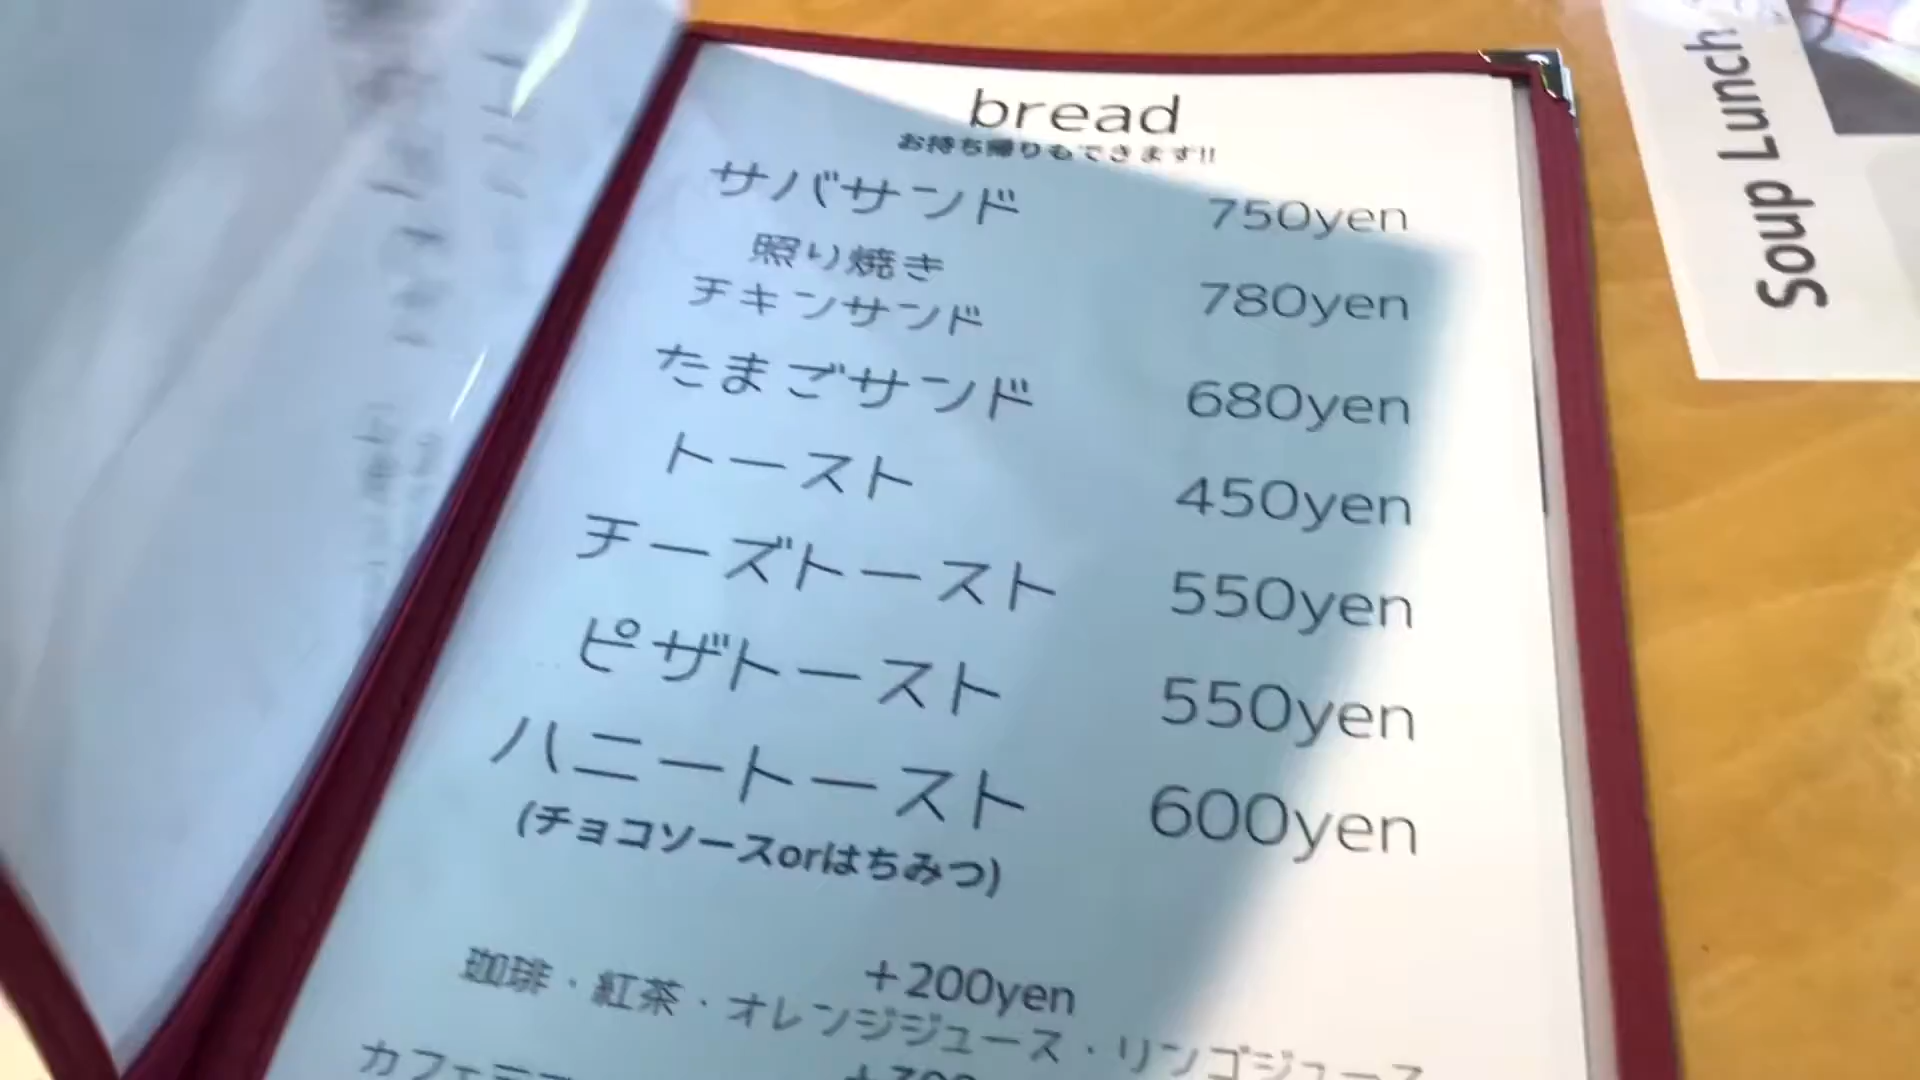 bread
お持ち帰りもできます!!
サバサンド 750yen
照り焼き
チキンサンド 780yen
たまごサンド 680yen
トースト 450yen
チーズトースト 550yen
ピザトースト 550yen
ハニートースト 600yen
(チョコソースorはちみつ)
+200yen
珈琲・紅茶・オレンジジュース・リンゴジュース
Soup Lunch